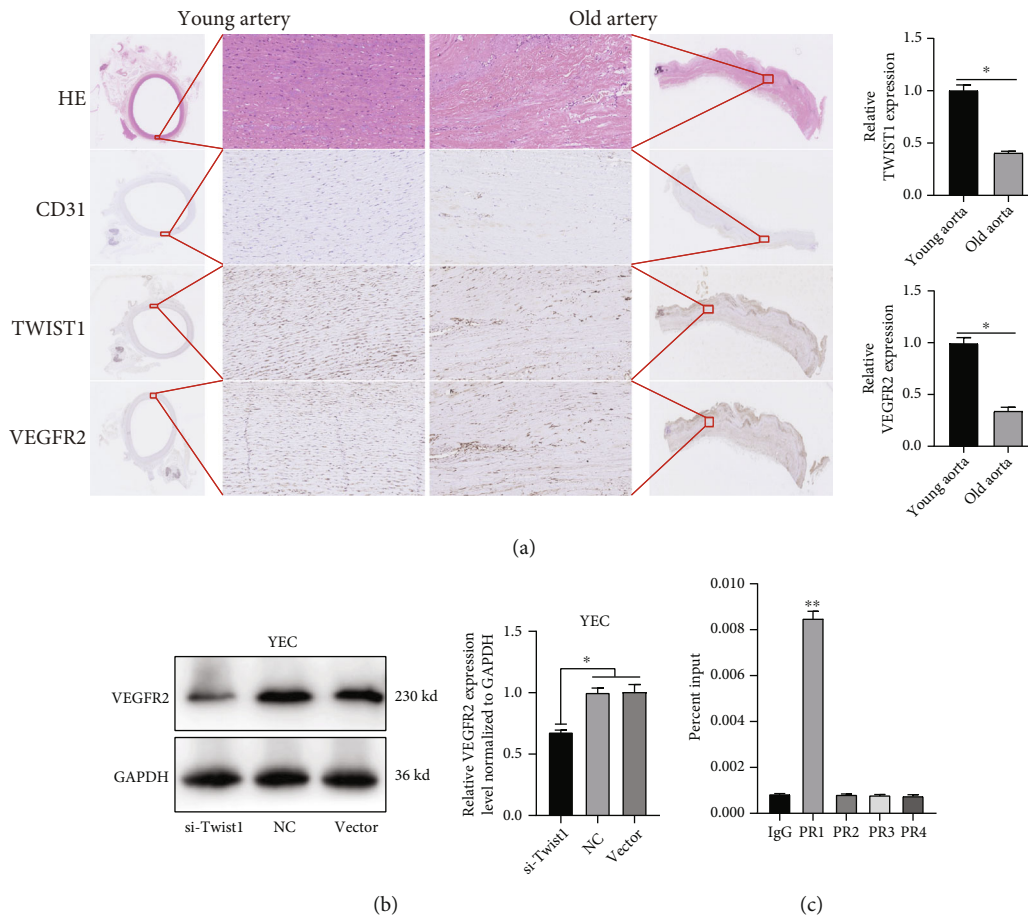 Young artery
Old artery
HE
CD31
TWIST1
VEGFR2
Relative
TWIST1 expression
1.5
1.0
0.5
0.0
*
Young aorta
Old aorta
Relative
VEGFR2 expression
1.5
1.0
0.5
0.0
*
Young aorta
Old aorta
(a)
YEC
VEGFR2
230 kd
GAPDH
36 kd
si-Twist1
NC
Vector
YEC
Relative VEGFR2 expression
level normalized to GAPDH
1.5
1.0
0.5
0.0
*
si-Twist1
NC
Vector
(b)
Percent input
0.010
0.008
0.006
0.004
0.002
0.000
**
IgG
PR1
PR2
PR3
PR4
(c)